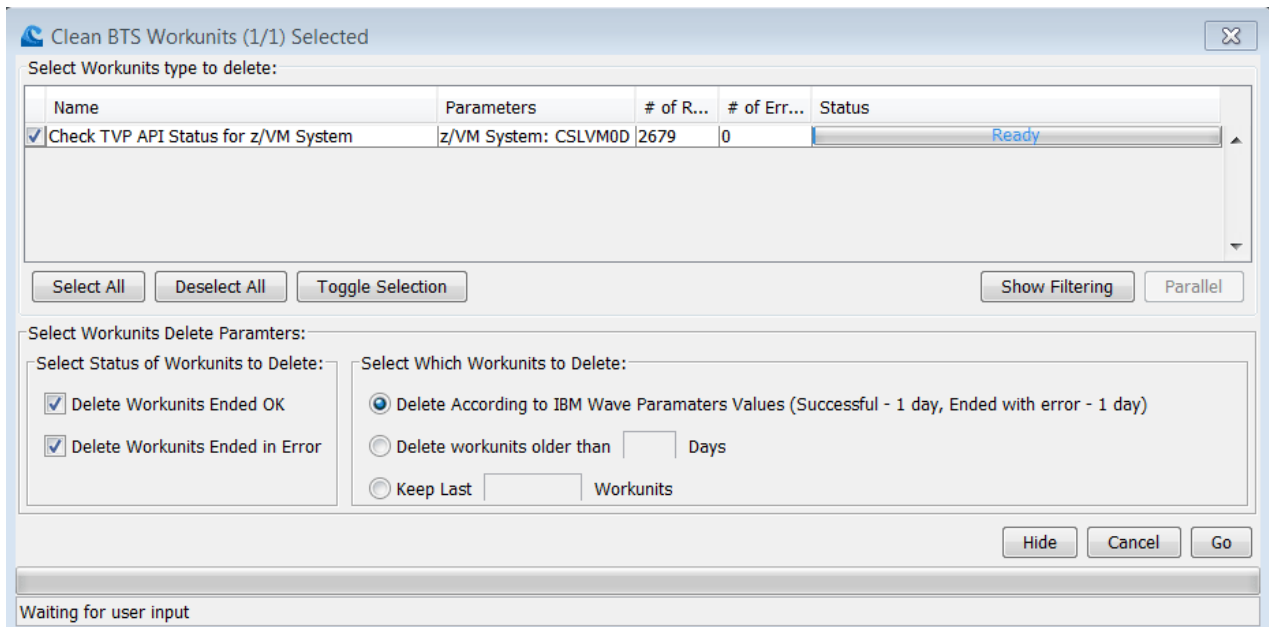 Clean BTS Workunits (1/1) Selected
Select Workunits type to delete:
Name Parameters # of R... # of Err... Status
Check TVP API Status for z/VM System z/VM System: CSLVM0D 2679 0 Ready
Select All Deselect All Toggle Selection Show Filtering Parallel
Select Workunits Delete Paramters:
Select Status of Workunits to Delete: Select Which Workunits to Delete:
Delete Workunits Ended OK Delete According to IBM Wave Paramaters Values (Successful - 1 day, Ended with error - 1 day)
Delete Workunits Ended in Error Delete workunits older than Days
Keep Last Workunits
Hide Cancel Go
Waiting for user input